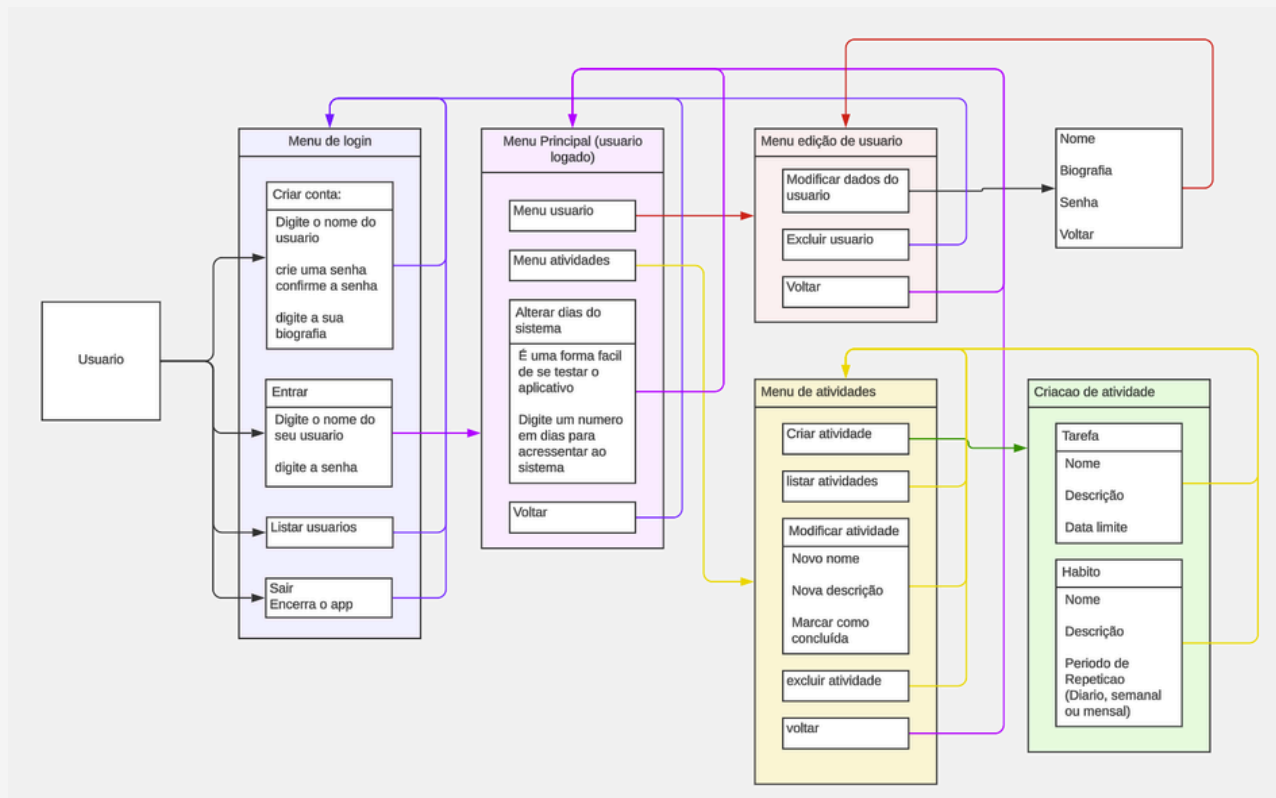 Usuario
Menu de login
Criar conta:
Digite o nome do
usuario
crie uma senha
confirme a senha
digite a sua
biografia
Entrar
Digite o nome do
seu usuario
digite a senha
Listar usuarios
Sair
Encerra o app
Menu Principal (usuario
logado)
Menu usuario
Menu atividades
Alterar dias do
sistema
É uma forma facil
de se testar o
aplicativo
Digite um numero
em dias para
acressentar ao
sistema
Voltar
Menu edição de usuario
Modificar dados do
usuario
Excluir usuario
Voltar
Nome
Biografia
Senha
Voltar
Menu de atividades
Criar atividade
listar atividades
Modificar atividade
Novo nome
Nova descrição
Marcar como
concluída
excluir atividade
voltar
Criacao de atividade
Tarefa
Nome
Descrição
Data limite
Habito
Nome
Descrição
Periodo de
Repeticao
(Diario, semanal
ou mensal)